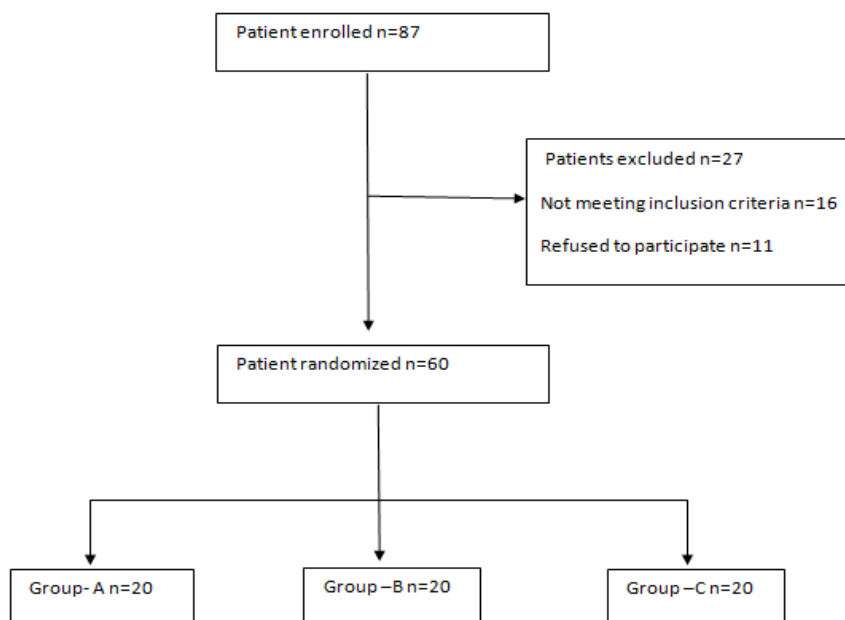 Patient enrolled n=87
Patients excluded n=27
Not meeting inclusion criteria n=16
Refused to participate n=11
Patient randomized n=60
Group- A n=20
Group –B n=20
Group –C n=20